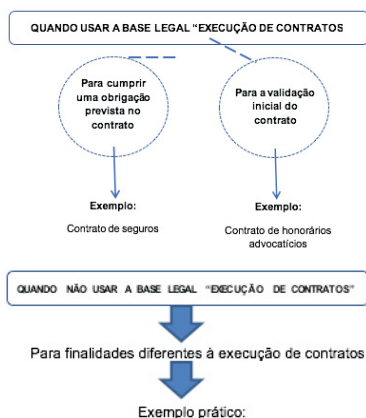 QUANDO USAR A BASE LEGAL “EXECUÇÃO DE CONTRATOS
Para cumprir
uma obrigação
prevista no
contrato
Para a validação
inicial do
contrato
Exemplo:
Contrato de seguros
Exemplo:
Contrato de honorários
advocatícios
QUANDO NÃO USAR A BASE LEGAL “EXECUÇÃO DE CONTRATOS”
Para finalidades diferentes à execução de contratos
Exemplo prático: